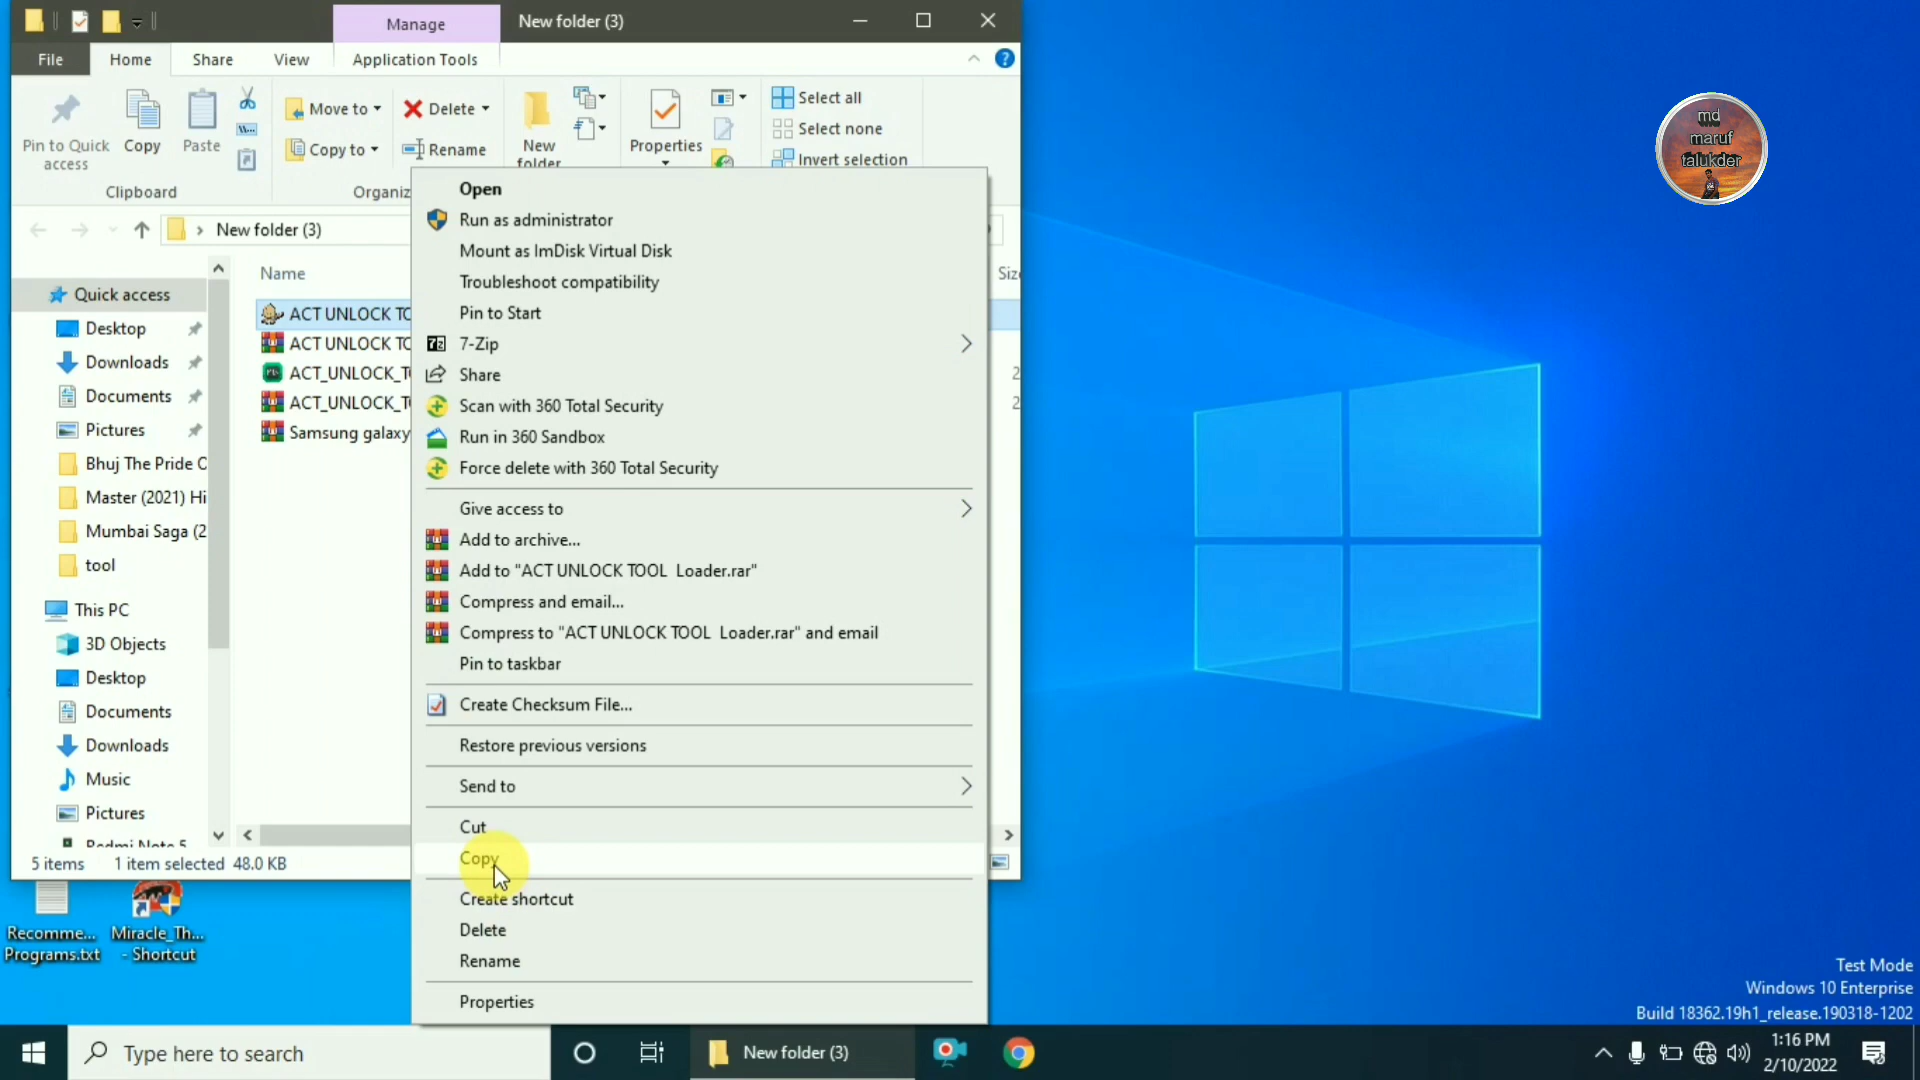 Manage
New folder (3)
File
Home
Share
View
Application Tools
Pin to Quick
access
Copy
Paste
Clipboard
Move to
Copy to
Delete
Rename
Organiz
New
folder
Properties
Select all
Select none
Invert selection
New folder (3)
Name
Size
Quick access
Desktop
Downloads
Documents
Pictures
Bhuj The Pride O
Master (2021) Hi
Mumbai Saga (2
tool
This PC
3D Objects
Desktop
Documents
Downloads
Music
Pictures
Redmi Note 5
ACT UNLOCK TO
ACT UNLOCK TO
ACT_UNLOCK_T
ACT_UNLOCK_T
Samsung galaxy
2
2
5 items
1 item selected
48.0 KB
Open
Run as administrator
Mount as ImDisk Virtual Disk
Troubleshoot compatibility
Pin to Start
7-Zip
Share
Scan with 360 Total Security
Run in 360 Sandbox
Force delete with 360 Total Security
Give access to
Add to archive...
Add to "ACT UNLOCK TOOL  Loader.rar"
Compress and email...
Compress to "ACT UNLOCK TOOL  Loader.rar" and email
Pin to taskbar
Create Checksum File...
Restore previous versions
Send to
Cut
Copy
Create shortcut
Delete
Rename
Properties
md
maruf
talukder
Recomme...
Programs.txt
Miracle_Th...
- Shortcut
Test Mode
Windows 10 Enterprise
Build 18362.19h1_release.190318-1202
Type here to search
New folder (3)
1:16 PM
2/10/2022